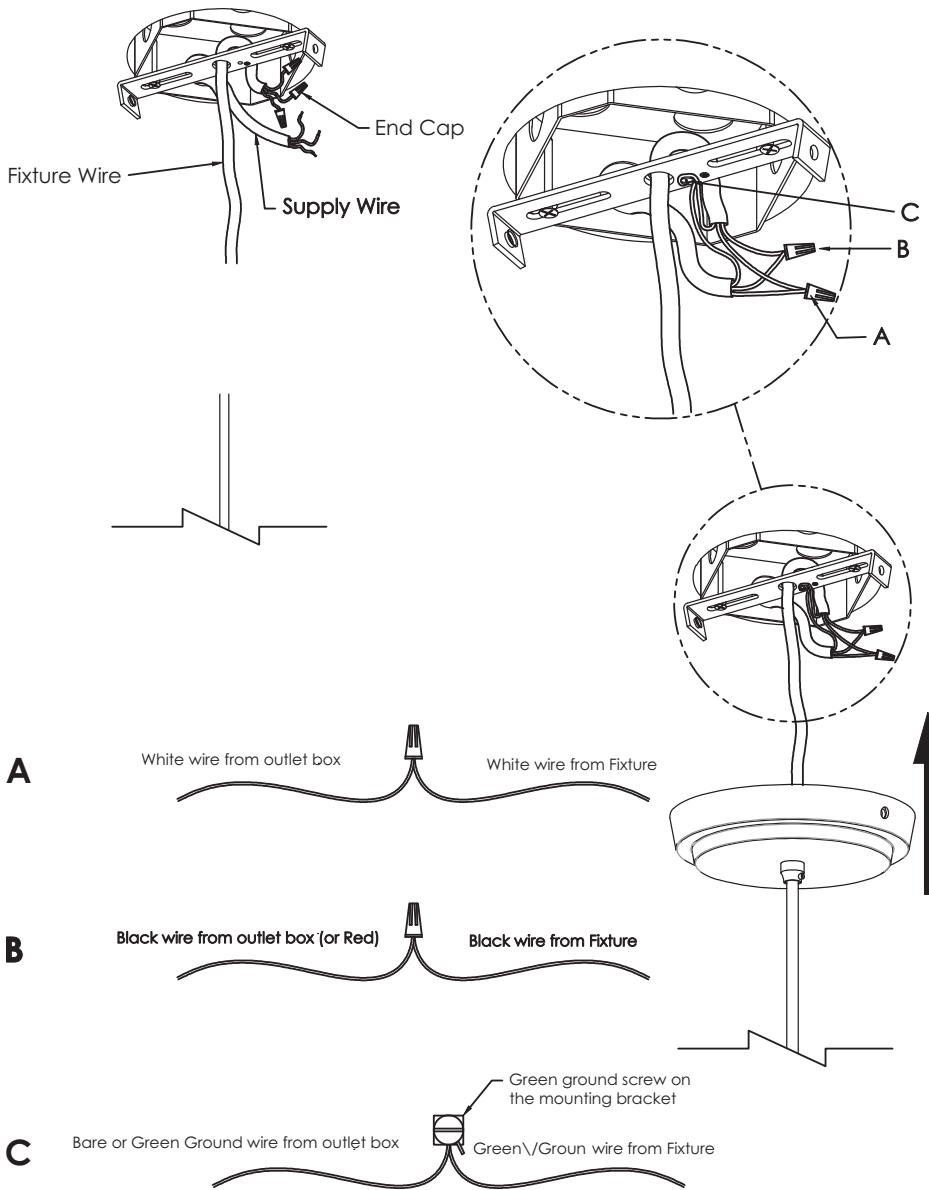 End Cap
Fixture Wire
Supply Wire
C
B
A
A
White wire from outlet box
White wire from Fixture
B
Black wire from outlet box (or Red)
Black wire from Fixture
Green ground screw on
the mounting bracket
C
Bare or Green Ground wire from outlet box
Green\/Groun wire from Fixture